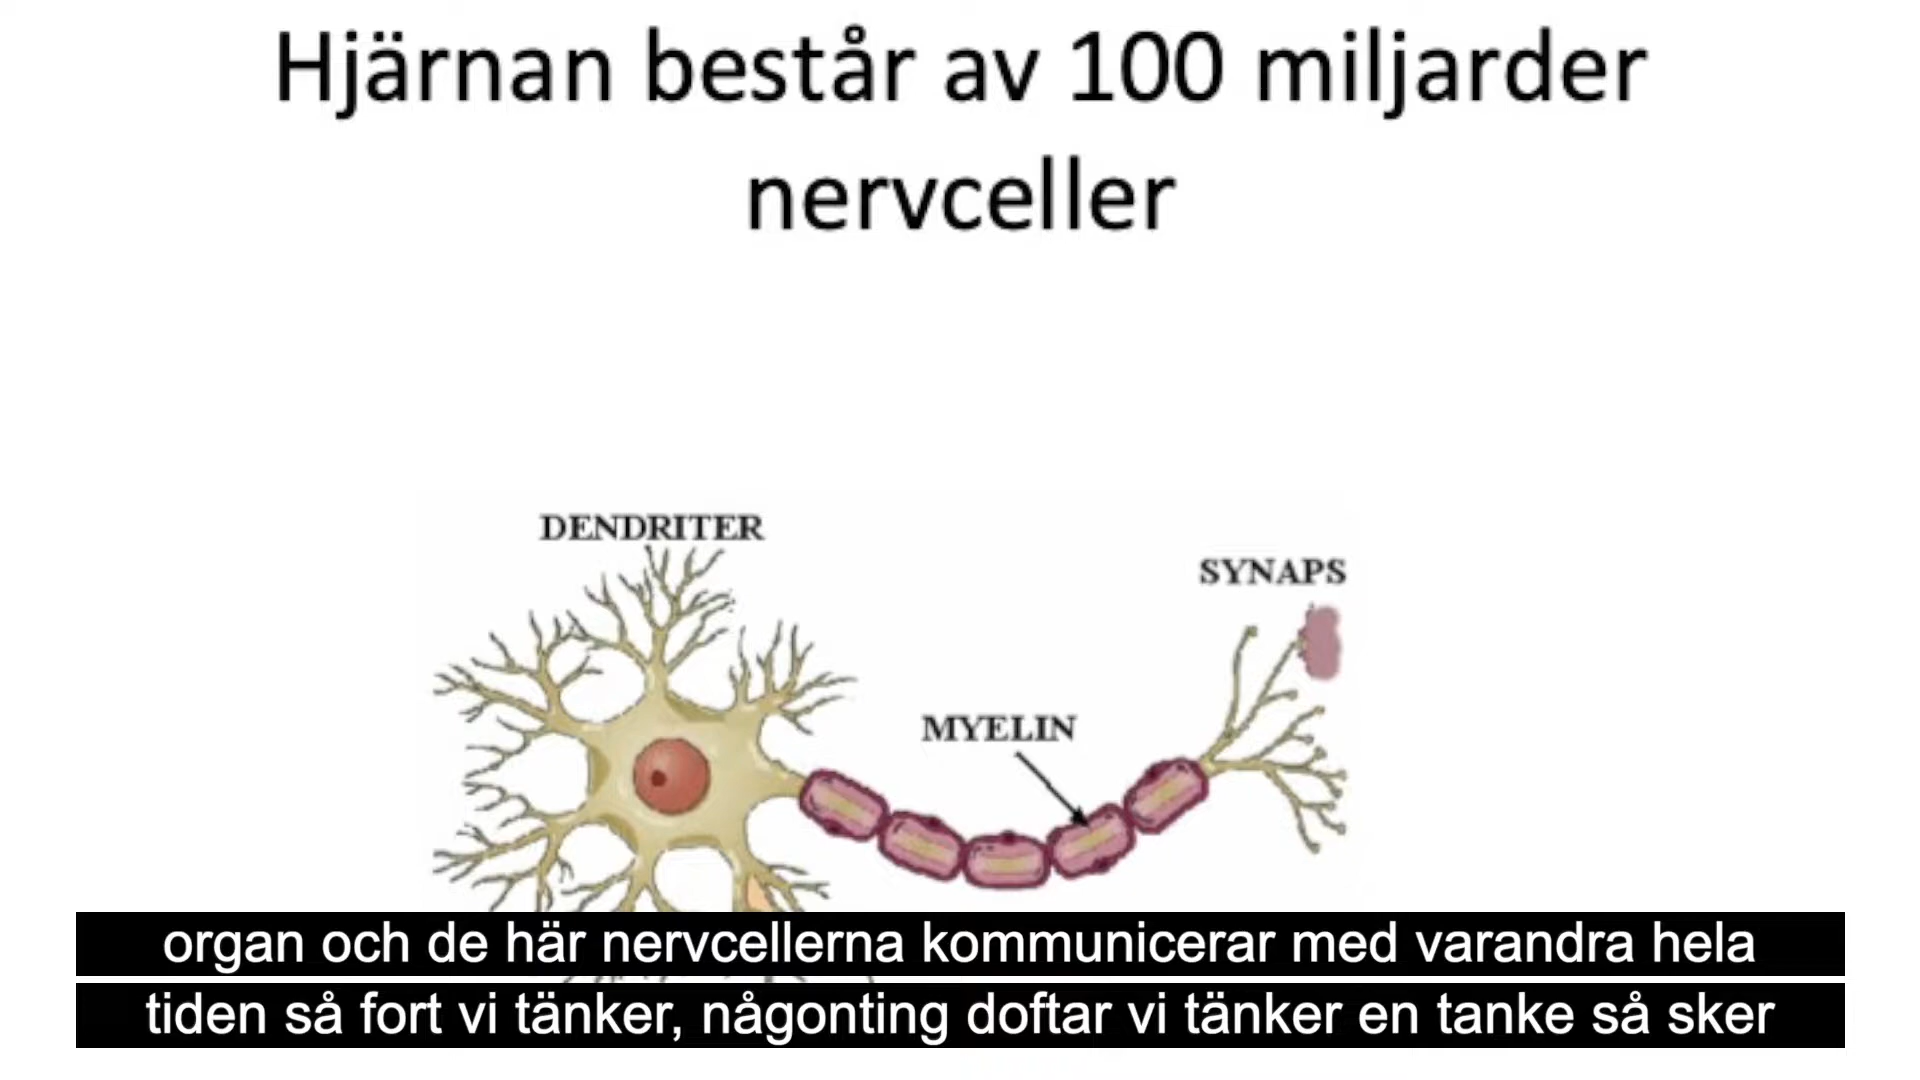 Hjärnan består av 100 miljarder
nervceller
DENDRITER
SYNAPS
MYELIN
organ och de här nervcellerna kommunicerar med varandra hela
tiden så fort vi tänker, någonting doftar vi tänker en tanke så sker